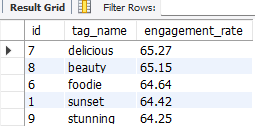 Result Grid Filter Rows:
id tag_name engagement_rate
7 delicious 65.27
8 beauty 65.15
6 foodie 64.64
1 sunset 64.42
9 stunning 64.25